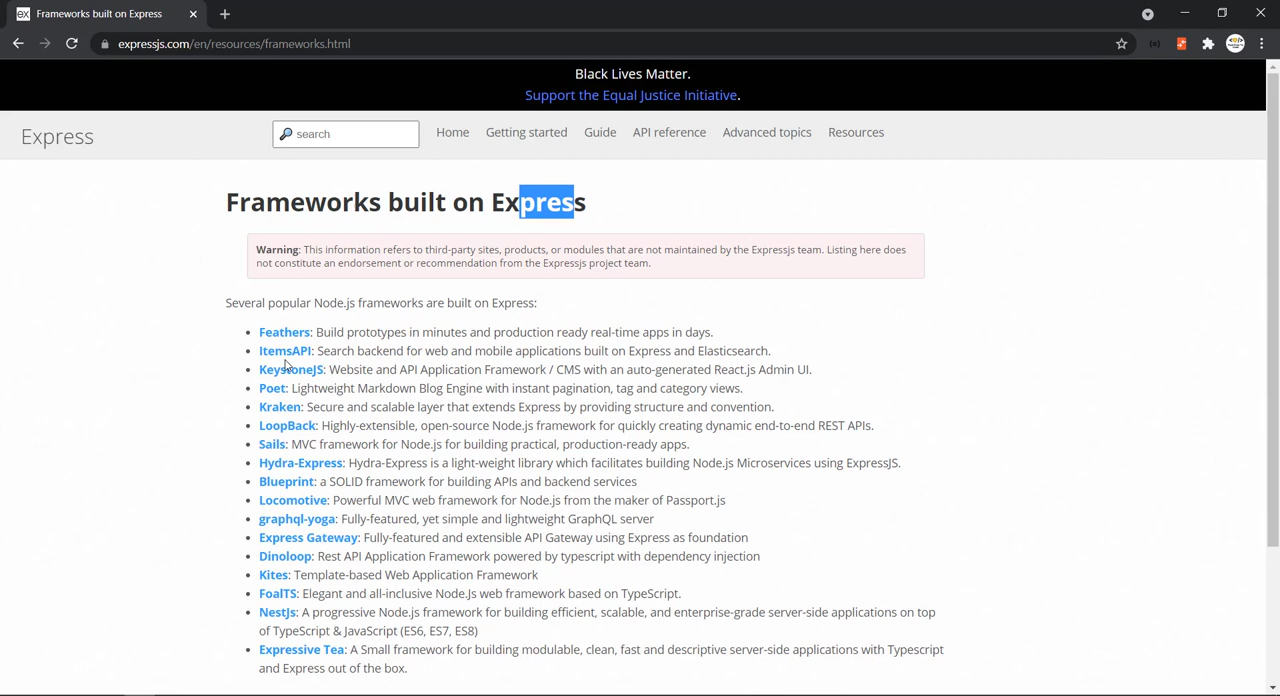 Frameworks built on Express
expressjs.com/en/resources/frameworks.html
Black Lives Matter.
Support the Equal Justice Initiative.
Express
search
Home
Getting started
Guide
API reference
Advanced topics
Resources
Frameworks built on Express
Warning: This information refers to third-party sites, products, or modules that are not maintained by the Expressjs team. Listing here does
not constitute an endorsement or recommendation from the Expressjs project team.
Several popular Node.js frameworks are built on Express:
Feathers: Build prototypes in minutes and production ready real-time apps in days.
ItemsAPI: Search backend for web and mobile applications built on Express and Elasticsearch.
KeystoneJS: Website and API Application Framework / CMS with an auto-generated React.js Admin UI.
Poet: Lightweight Markdown Blog Engine with instant pagination, tag and category views.
Kraken: Secure and scalable layer that extends Express by providing structure and convention.
LoopBack: Highly-extensible, open-source Node.js framework for quickly creating dynamic end-to-end REST APIs.
Sails: MVC framework for Node.js for building practical, production-ready apps.
Hydra-Express: Hydra-Express is a light-weight library which facilitates building Node.js Microservices using ExpressJS.
Blueprint: a SOLID framework for building APIs and backend services
Locomotive: Powerful MVC web framework for Node.js from the maker of Passport.js
graphql-yoga: Fully-featured, yet simple and lightweight GraphQL server
Express Gateway: Fully-featured and extensible API Gateway using Express as foundation
Dinoloop: Rest API Application Framework powered by typescript with dependency injection
Kites: Template-based Web Application Framework
FoalTS: Elegant and all-inclusive Node.Js web framework based on TypeScript.
NestJs: A progressive Node.js framework for building efficient, scalable, and enterprise-grade server-side applications on top
of TypeScript & JavaScript (ES6, ES7, ES8)
Expressive Tea: A Small framework for building modulable, clean, fast and descriptive server-side applications with Typescript
and Express out of the box.